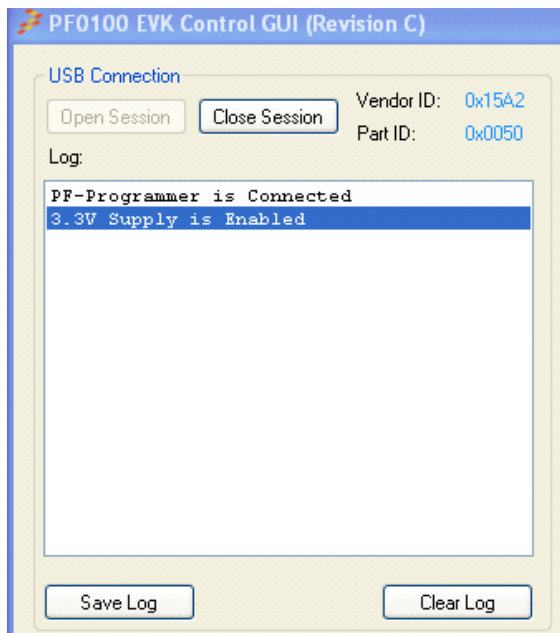 PF0100 EVK Control GUI (Revision C)
USB Connection
Open Session Close Session Vendor ID: 0x15A2
Part ID: 0x0050
Log:
PF-Programmer is Connected
3.3V Supply is Enabled
Save Log Clear Log